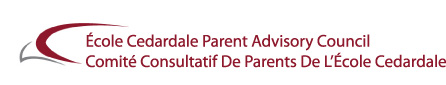 École Cedardale Parent Advisory Council
Comité Consultatif De Parents De L'École Cedardale